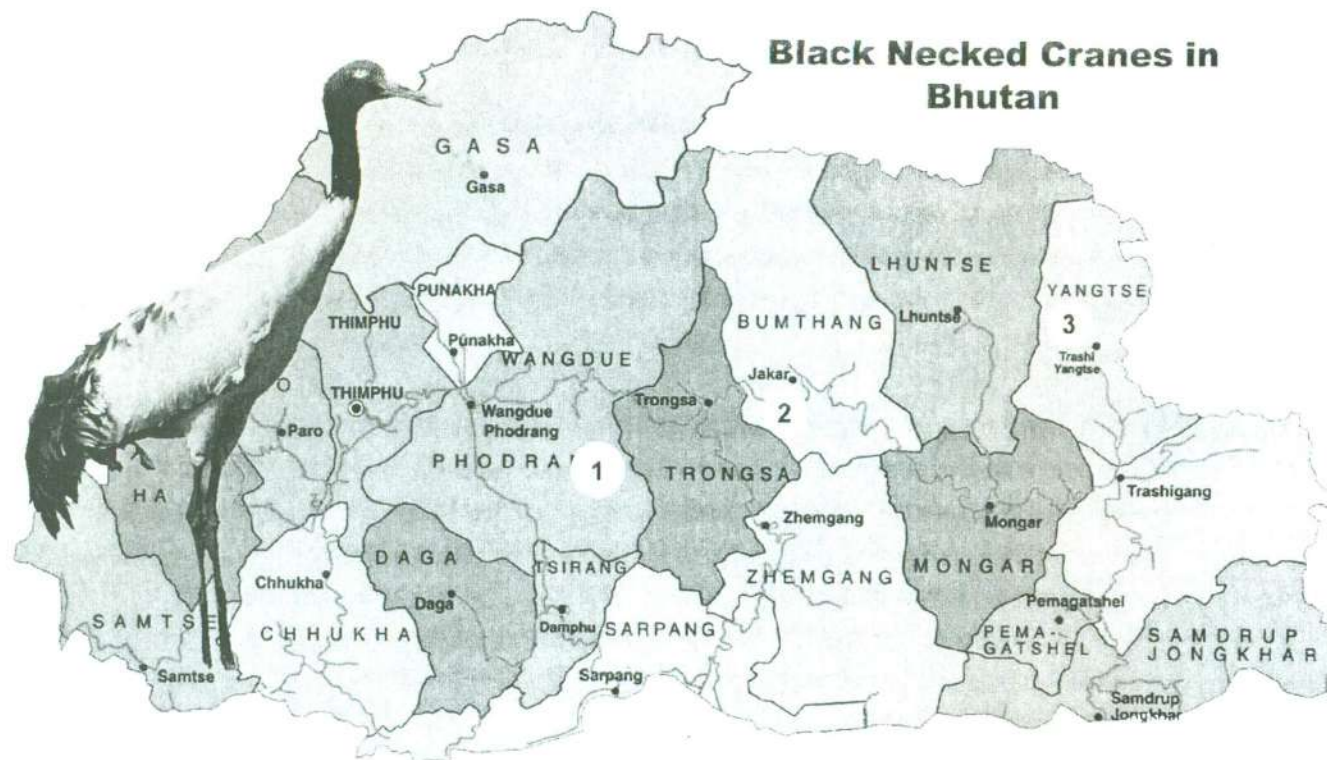 Black Necked Cranes in
Bhutan
GASA
Gasa
PUNAKHA
Punakha
THIMPHU
THIMPHU
WANGDUE
Wangdue
Phodrang
PHODRA
1
O
Paro
HA
LHUNTSE
Lhuntse
YANGTSE
3
Trashi
Yangtse
BUMTHANG
Jakar
2
Trongsa
TRONGSA
Trashigang
Mongar
MONGAR
Zhemgang
ZHEMGANG
DAGA
Daga
TSIRANG
Damphu
Chhukha
CHHUKHA
SAMTSE
Samtse
SARPANG
Sarpang
Pemagatshel
PEMA-
GATSHEL
SAMDRUP
JONGKHAR
Samdrup
Jongkhar